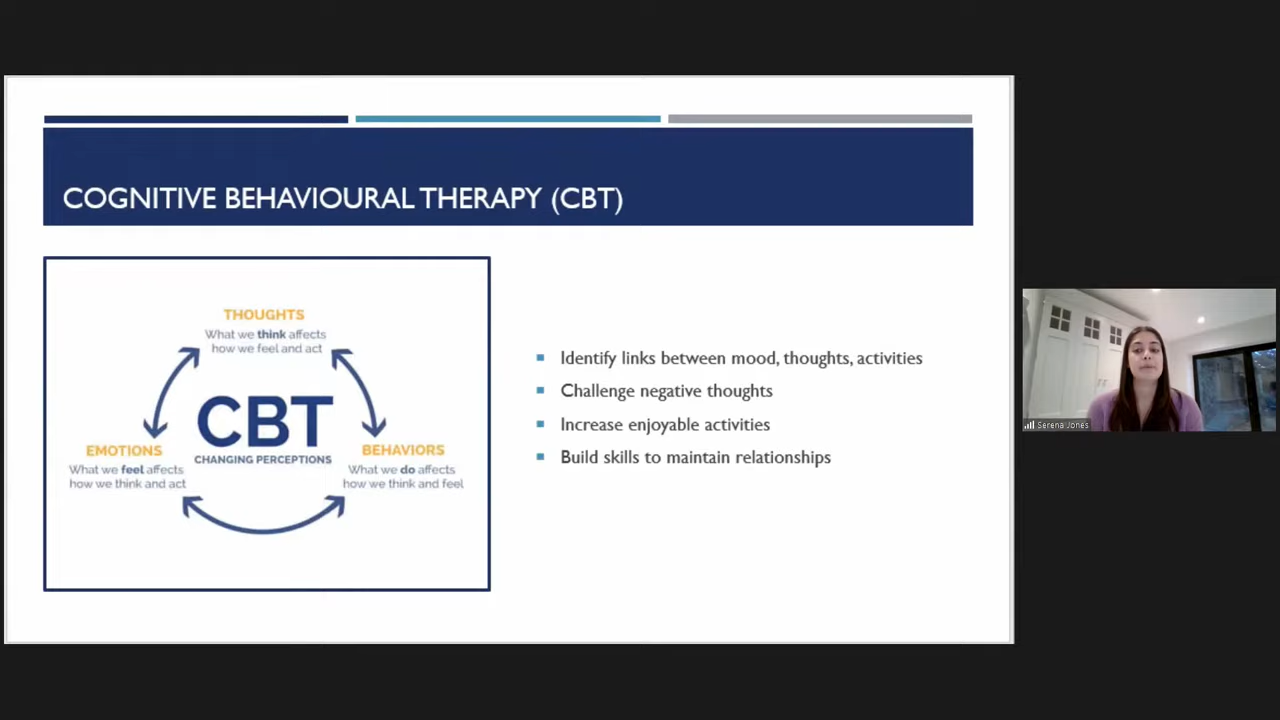 COGNITIVE BEHAVIOURAL THERAPY (CBT)
THOUGHTS
What we think affects
how we feel and act
CBT
CHANGING PERCEPTIONS
EMOTIONS
What we feel affects
how we think and act
BEHAVIORS
What we do affects
how we think and feel
Identify links between mood, thoughts, activities
Challenge negative thoughts
Increase enjoyable activities
Build skills to maintain relationships
Serena Jones